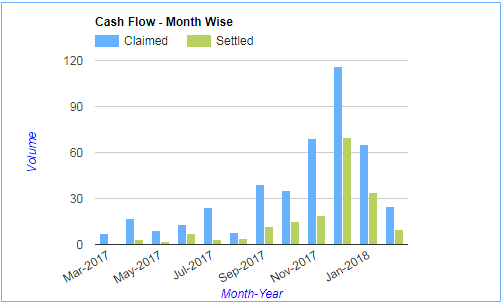 Cash Flow - Month Wise
Claimed Settled
120
90
60
30
0
Volume
Mar-2017 May-2017 Jul-2017 Sep-2017 Nov-2017 Jan-2018
Month-Year